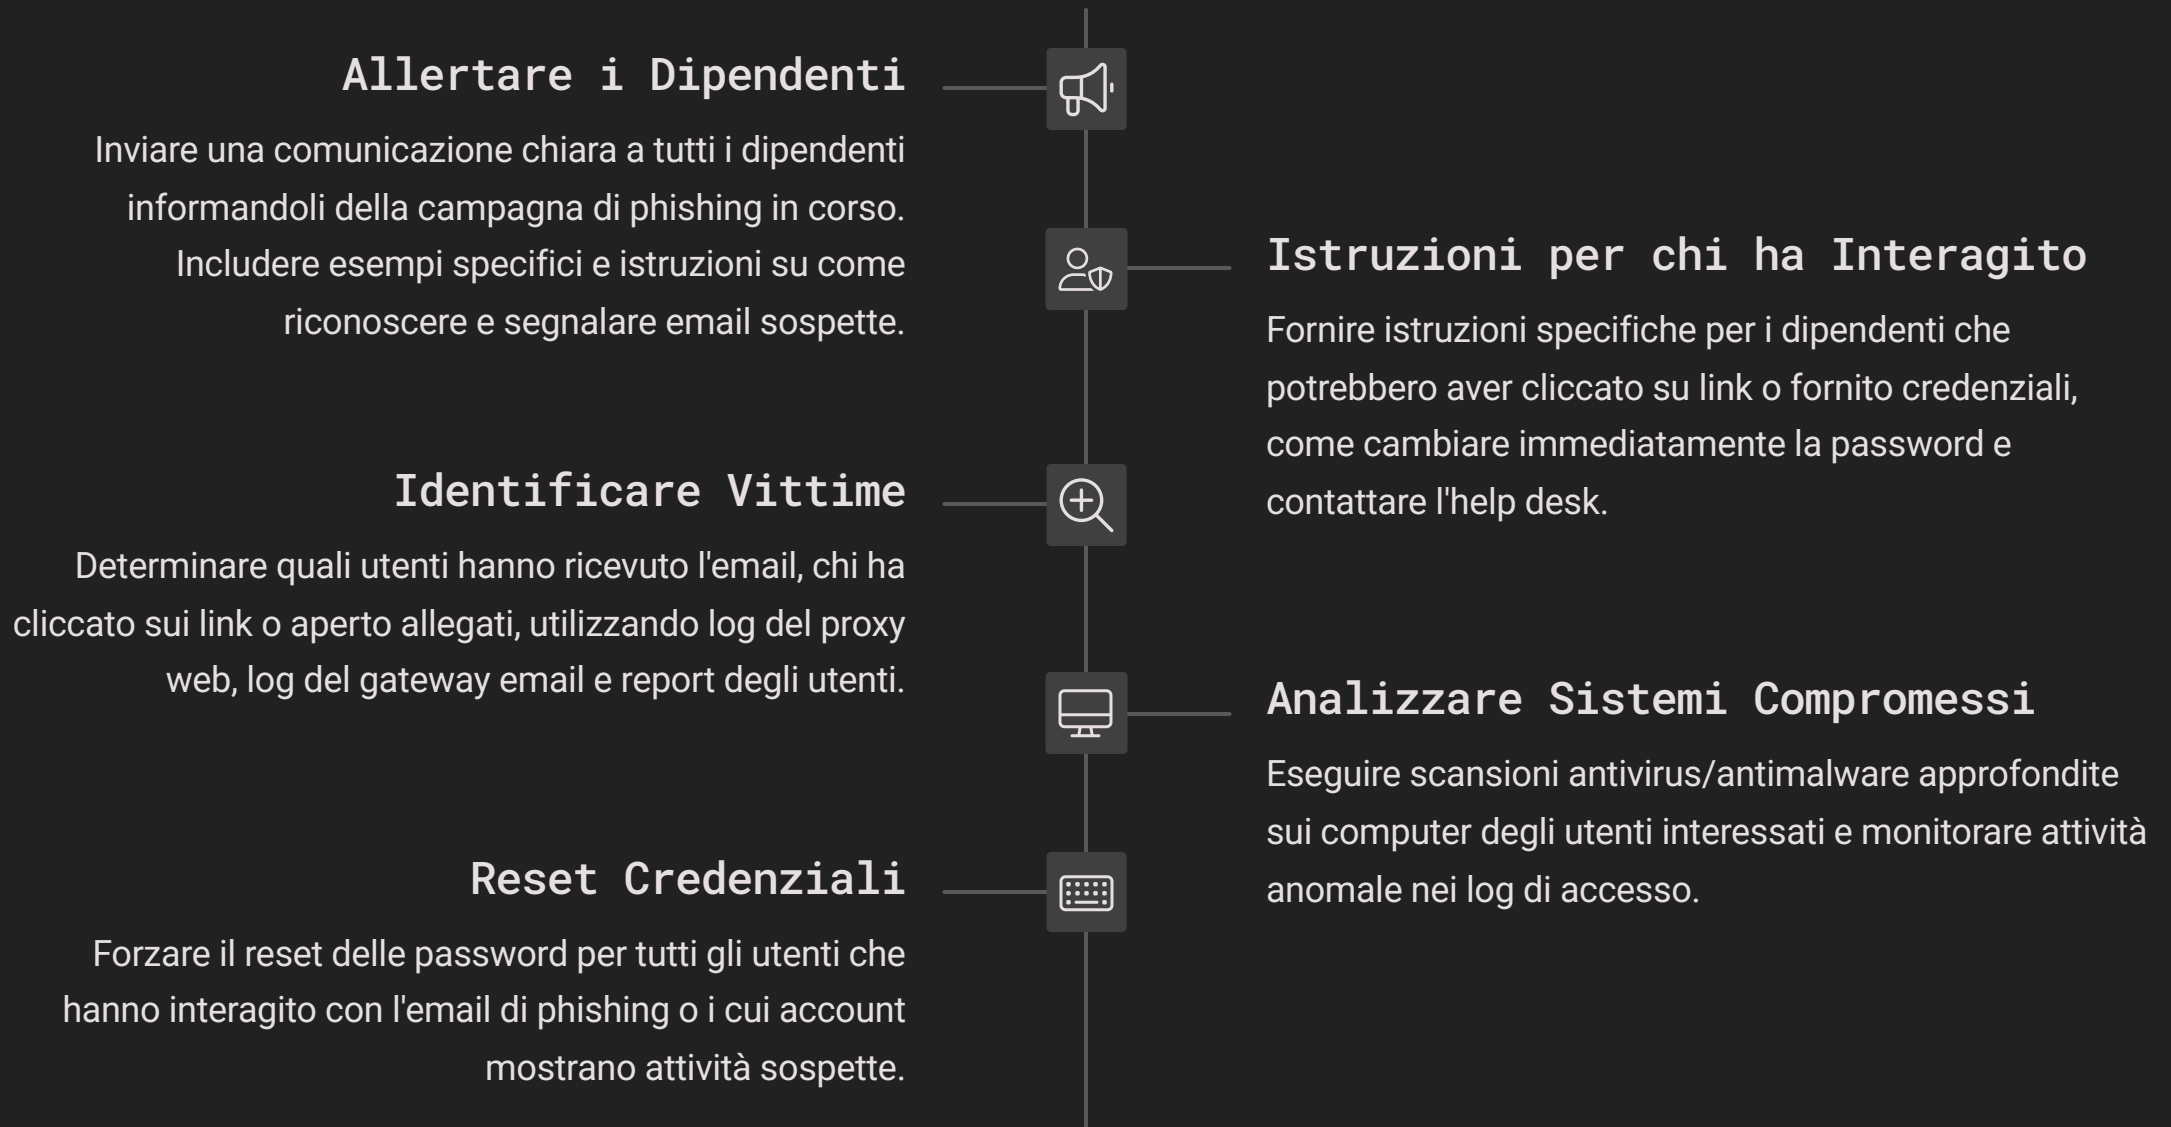 Allertare i Dipendenti
Inviare una comunicazione chiara a tutti i dipendenti
informandoli della campagna di phishing in corso.
Includere esempi specifici e istruzioni su come
riconoscere e segnalare email sospette.
Istruzioni per chi ha Interagito
Fornire istruzioni specifiche per i dipendenti che
potrebbero aver cliccato su link o fornito credenziali,
come cambiare immediatamente la password e
contattare l'help desk.
Identificare Vittime
Determinare quali utenti hanno ricevuto l'email, chi ha
cliccato sui link o aperto allegati, utilizzando log del proxy
web, log del gateway email e report degli utenti.
Analizzare Sistemi Compromessi
Eseguire scansioni antivirus/antimalware approfondite
sui computer degli utenti interessati e monitorare attività
anomale nei log di accesso.
Reset Credenziali
Forzare il reset delle password per tutti gli utenti che
hanno interagito con l'email di phishing o i cui account
mostrano attività sospette.